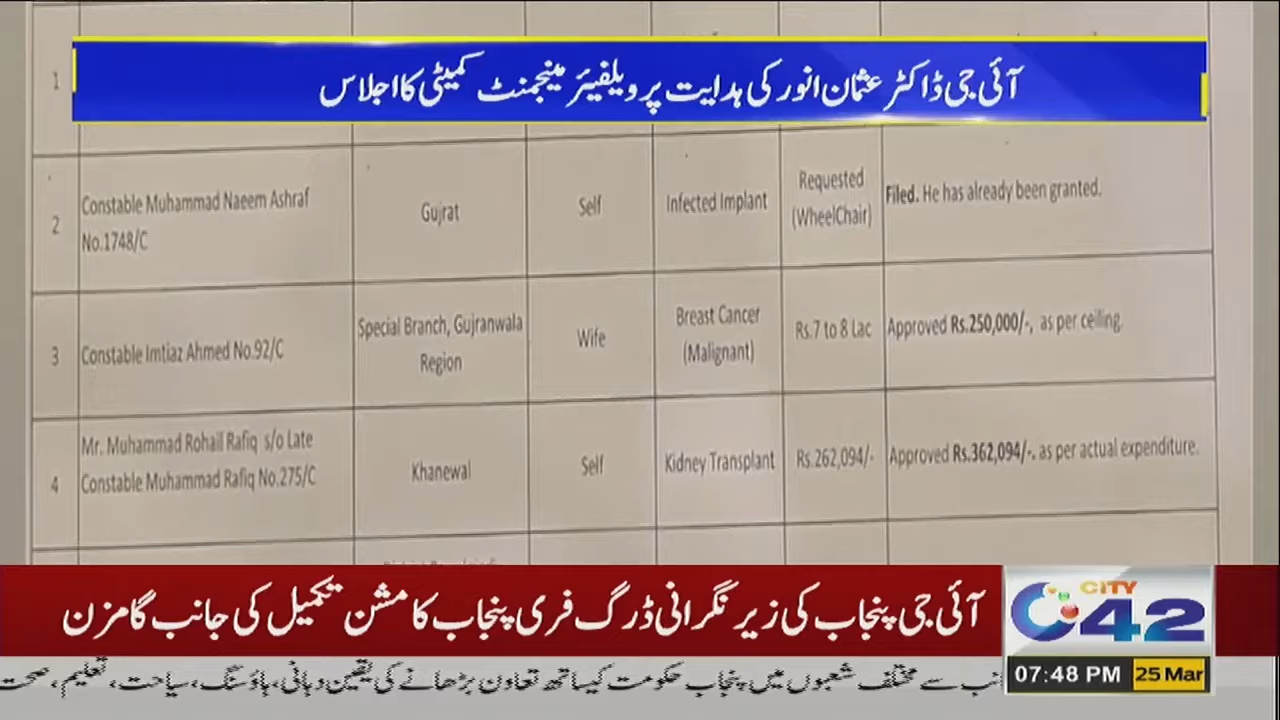 آئی جی ڈاکٹر عثمان انور کی ہدایت پر ویلفیئر مینجمنٹ کمیٹی کا اجلاس
1
2
Constable Muhammad Naeem Ashraf
No.1748/C
Gujrat
Self
Infected Implant
Requested
(WheelChair)
Filed. He has already been granted.
3
Constable Imtiaz Ahmed No.92/C
Special Branch, Gujranwala
Region
Wife
Breast Cancer
(Malignant)
Rs.7 to 8 Lac
Approved Rs.250,000/-, as per ceiling.
4
Mr. Muhammad Rohail Rafiq s/o Late
Constable Muhammad Rafiq No.275/C
Khanewal
Self
Kidney Transplant
Rs.262,094/-
Approved Rs.362,094/-. as per actual expenditure.
آئی جی پنجاب کی زیر نگرانی ڈرگ فری پنجاب کا مشن تکمیل کی جانب گامزن
CITY
42
07:48 PM
25 Mar
سے مختلف شعبوں میں پنجاب حکومت کیساتھ تعاون بڑھانے کی یقین دہانی، ہاؤسنگ، سیاحت، تعلیم، صحت